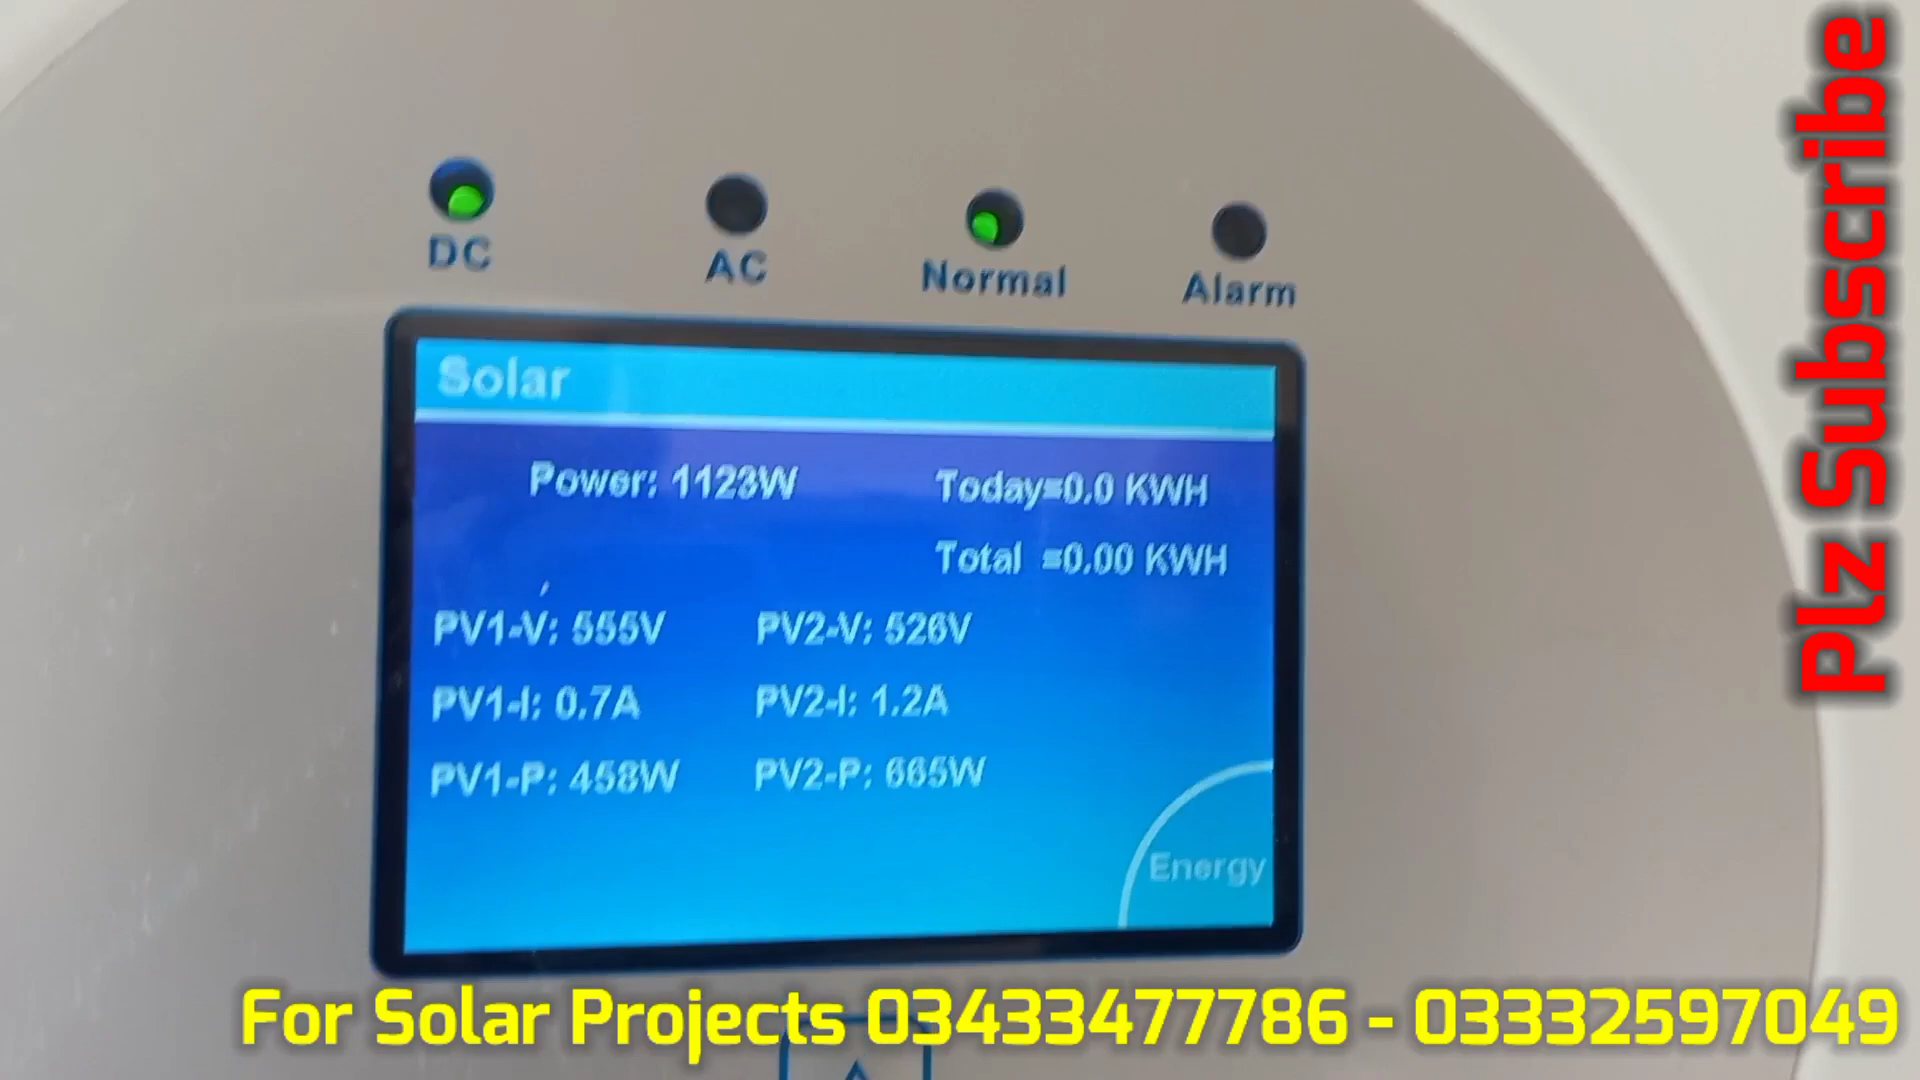 DC
AC
Normal
Alarm
Solar
Power: 1123W
Today=0.0 KWH
Total =0.00 KWH
PV1-V: 555V
PV2-V: 526V
PV1-I: 0.7A
PV2-I: 1.2A
PV1-P: 458W
PV2-P: 665W
Energy
For Solar Projects 03433477786 - 03332597049
Plz Subscribe